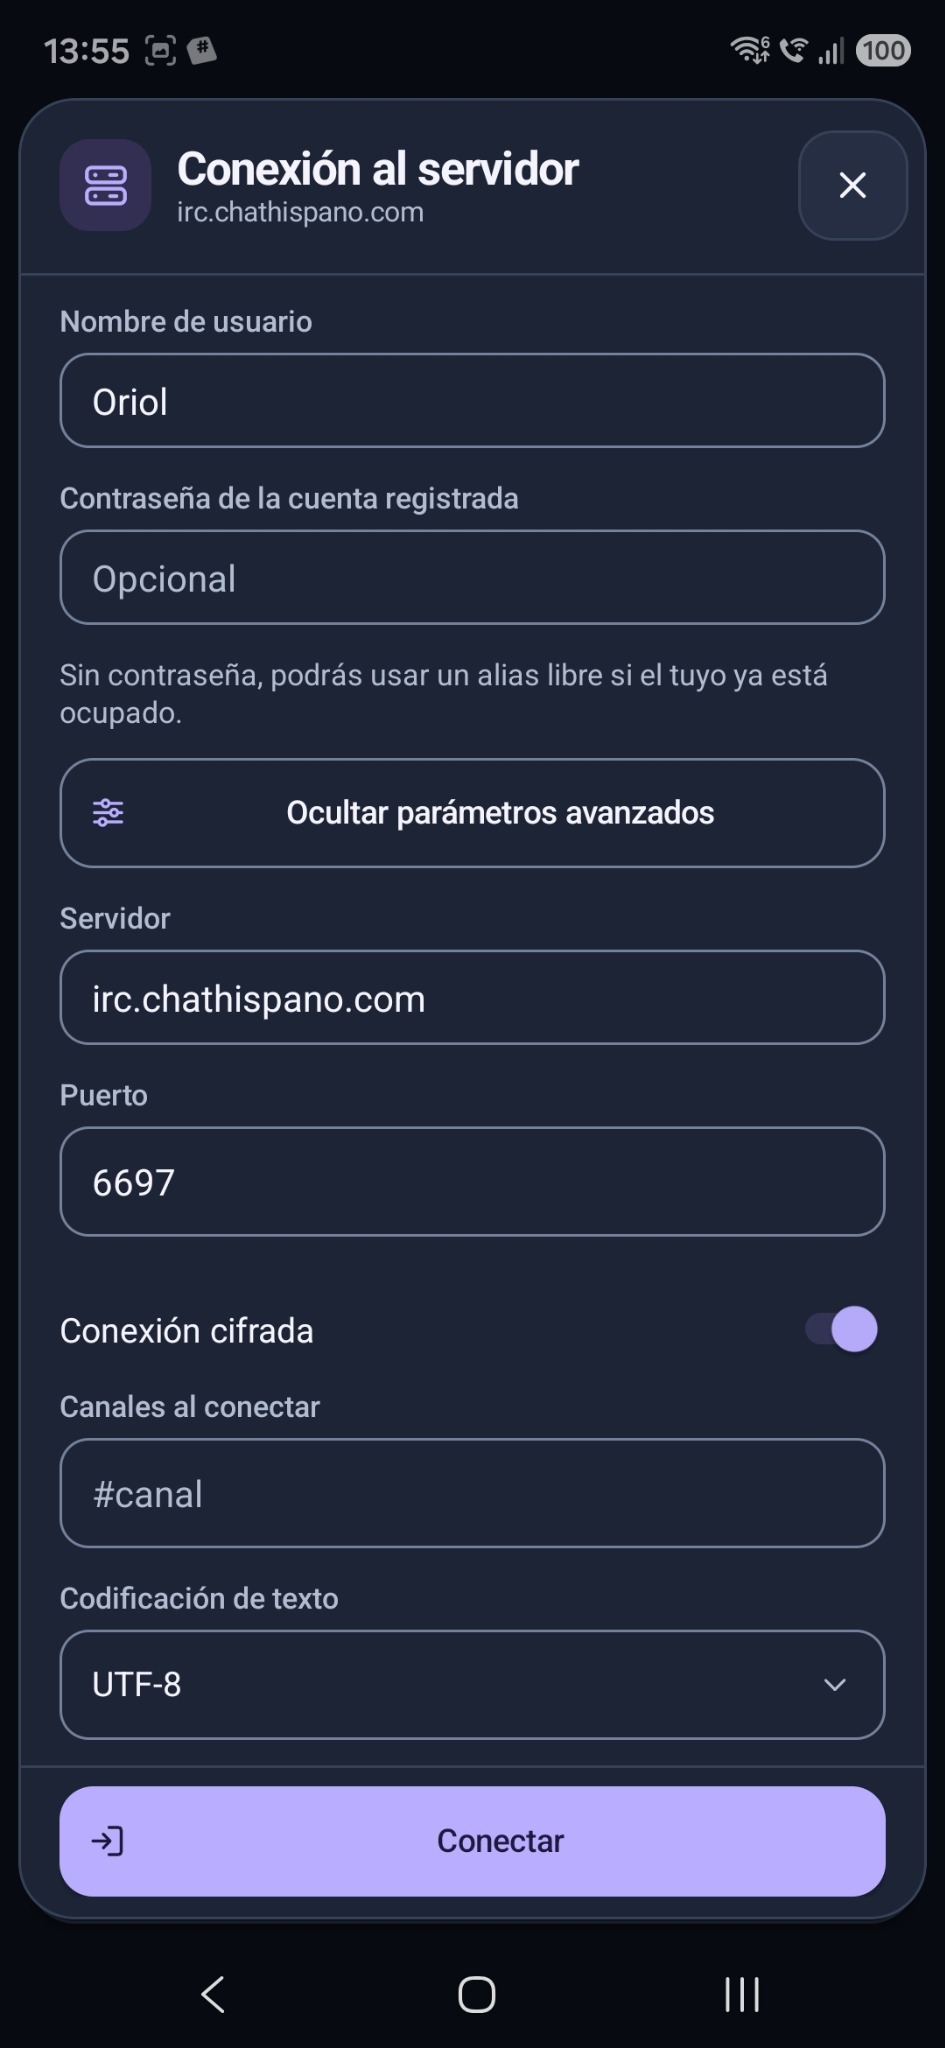 13:55
100
Conexión al servidor
irc.chathispano.com
Nombre de usuario
Oriol
Contraseña de la cuenta registrada
Opcional
Sin contraseña, podrás usar un alias libre si el tuyo ya está
ocupado.
Ocultar parámetros avanzados
Servidor
irc.chathispano.com
Puerto
6697
Conexión cifrada
Canales al conectar
#canal
Codificación de texto
UTF-8
Conectar